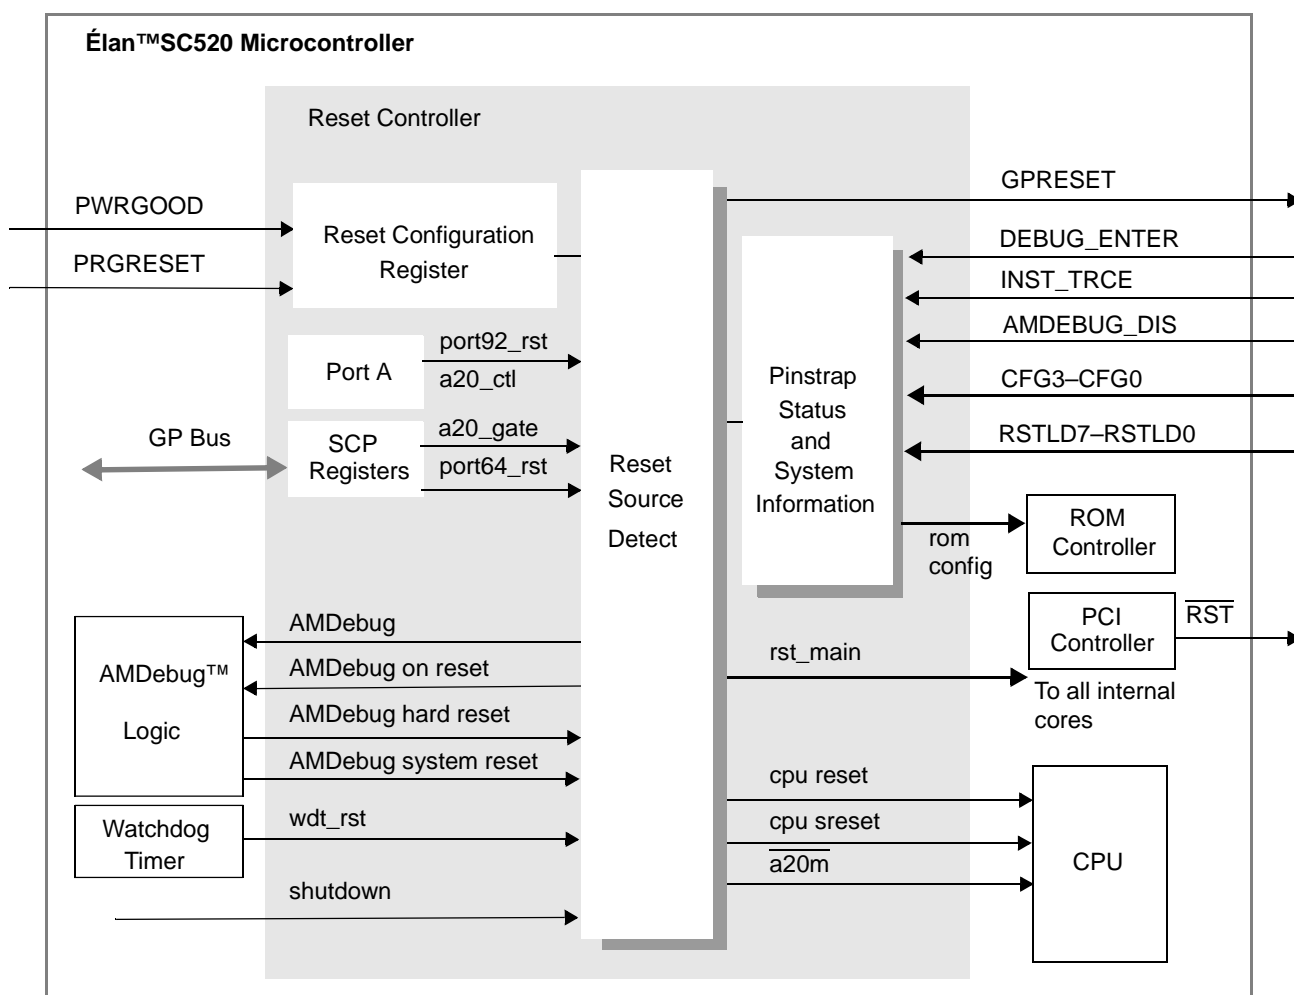 Élan™SC520 Microcontroller
Reset Controller
PWRGOOD
PRGRESET
Reset Configuration
Register
Port A
port92_rst
a20_ctl
GP Bus
SCP
Registers
a20_gate
port64_rst
Reset
Source
Detect
Pinstrap
Status
and
System
Information
GPRESET
DEBUG_ENTER
INST_TRCE
AMDEBUG_DIS
CFG3–CFG0
RSTLD7–RSTLD0
rom
config
ROM
Controller
PCI
Controller
RST
rst_main
To all internal
cores
AMDebug™
Logic
AMDebug
AMDebug on reset
AMDebug hard reset
AMDebug system reset
Watchdog
Timer
wdt_rst
shutdown
cpu reset
cpu sreset
a20m
CPU